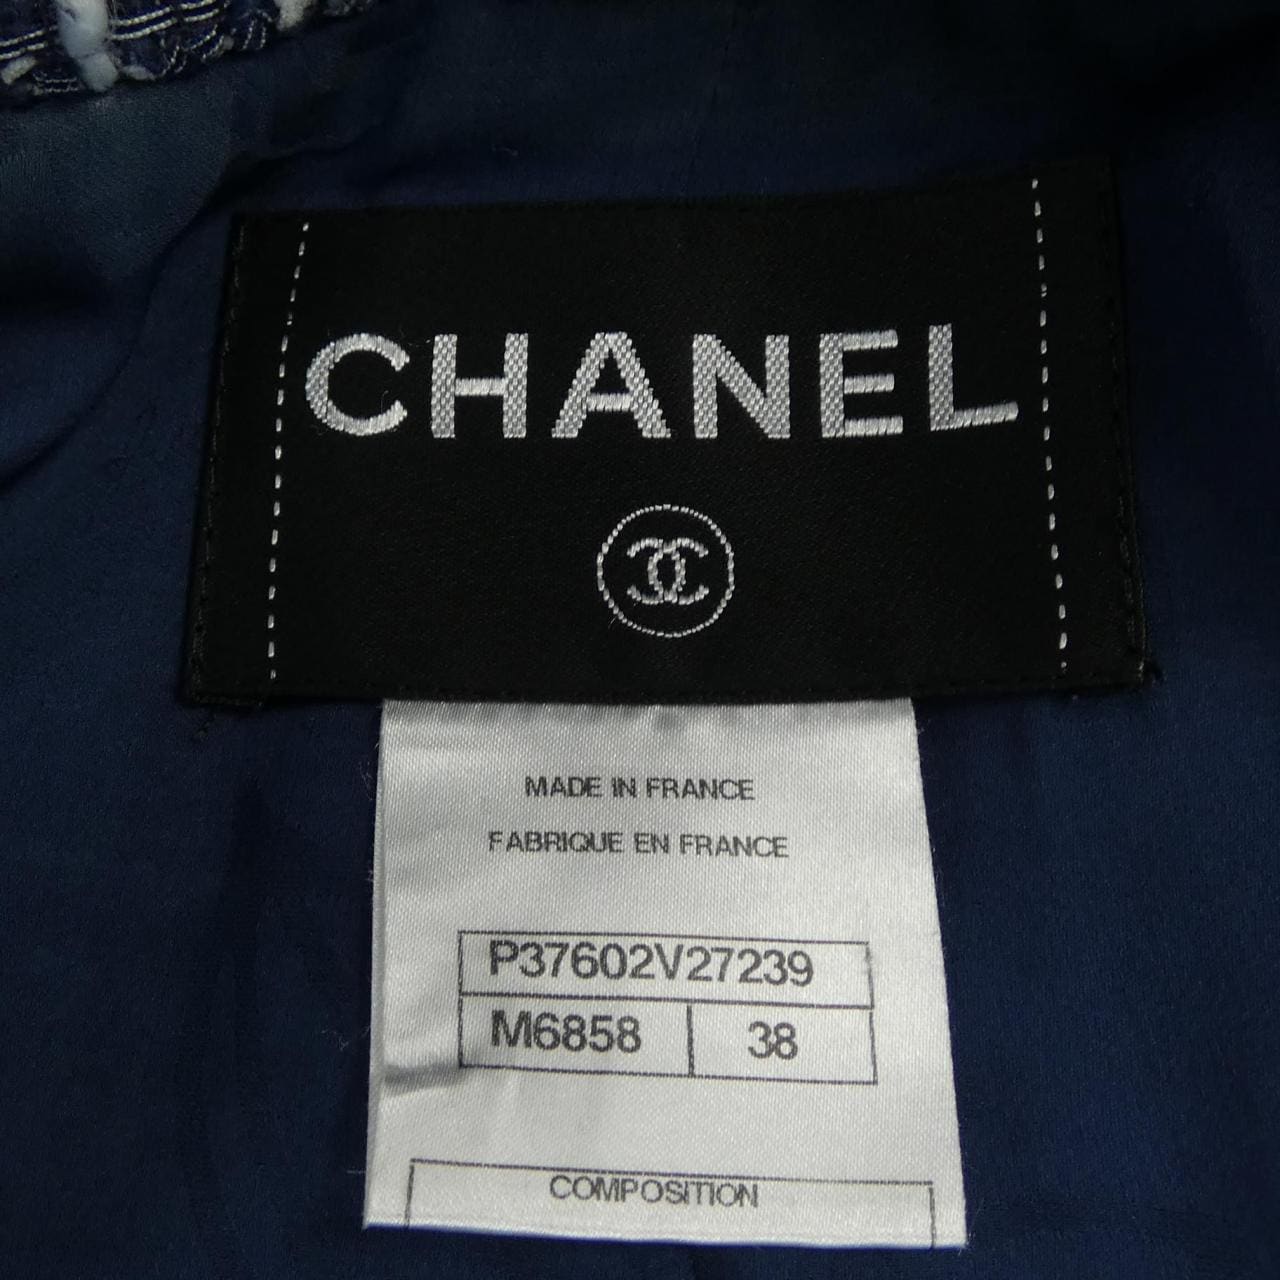 CHANEL
MADE IN FRANCE
FABRIQUE EN FRANCE
P37602V27239
M6858 38
COMPOSITION